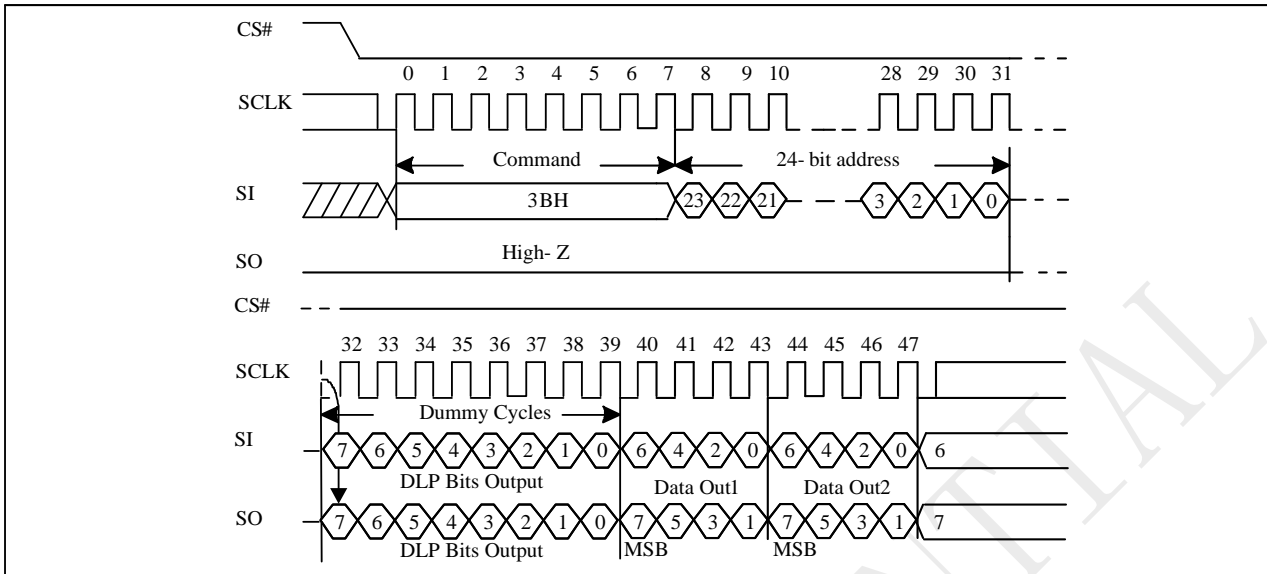 CS#
0 1 2 3 4 5 6 7 8 9 10 28 29 30 31
SCLK
Command 24- bit address
SI 3BH 23 22 21 3 2 1 0
High- Z
SO
CS#
32 33 34 35 36 37 38 39 40 41 42 43 44 45 46 47
SCLK
Dummy Cycles
SI 7 6 5 4 3 2 1 0 6 4 2 0 6 4 2 0 6
DLP Bits Output Data Out1 Data Out2
SO 7 6 5 4 3 2 1 0 7 5 3 1 7 5 3 1 7
DLP Bits Output MSB MSB
NTIAL